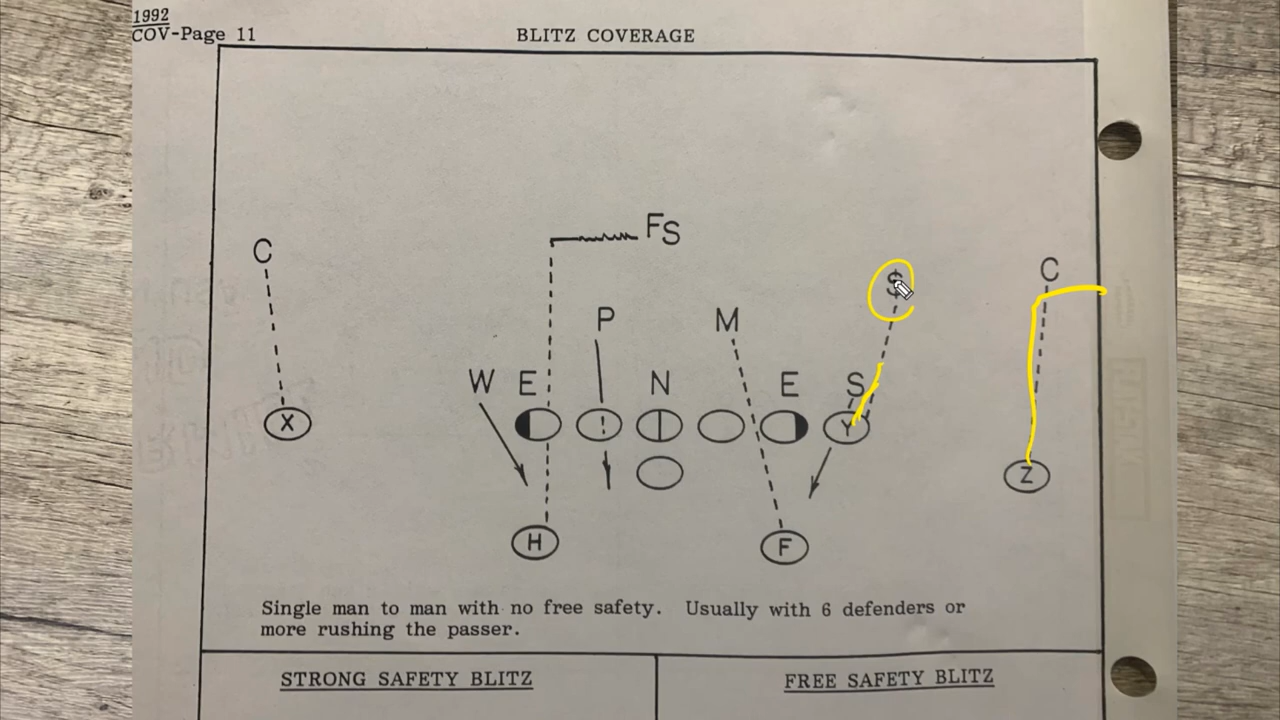 1992
COV-Page 11
BLITZ COVERAGE
FS
C
$
C
P
M
W
E
N
E
S
X
Y
Z
H
F
Single man to man with no free safety. Usually with 6 defenders or
more rushing the passer.
STRONG SAFETY BLITZ
FREE SAFETY BLITZ